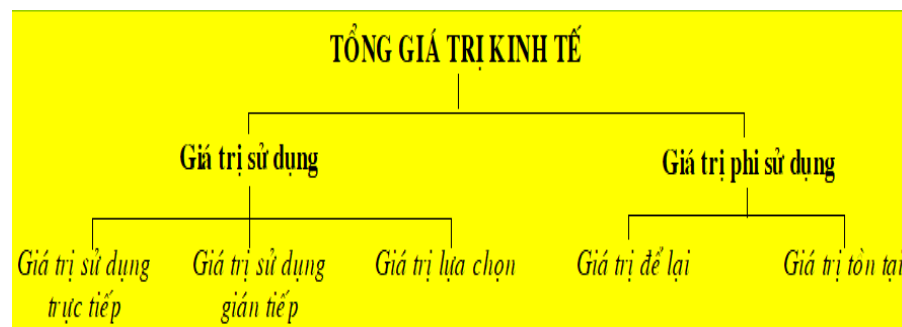 TỔNG GIÁ TRỊ KINH TẾ
Giá trị sử dụng
Giá trị phi sử dụng
Giá trị sử dụng
trực tiếp
Giá trị sử dụng
gián tiếp
Giá trị lựa chọn
Giá trị để lại
Giá trị tồn tại